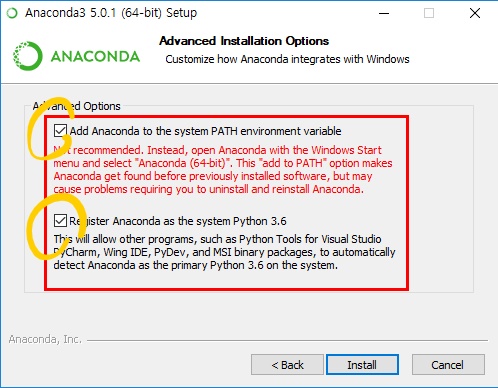 Anaconda3 5.0.1 (64-bit) Setup
Advanced Installation Options
Customize how Anaconda integrates with Windows
ANACONDA
Advanced Options
Add Anaconda to the system PATH environment variable
Not recommended. Instead, open Anaconda with the Windows Start
menu and select "Anaconda (64-bit)". This "add to PATH" option makes
Anaconda get found before previously installed software, but may
cause problems requiring you to uninstall and reinstall Anaconda.
Register Anaconda as the system Python 3.6
This will allow other programs, such as Python Tools for Visual Studio
PyCharm, Wing IDE, PyDev, and MSI binary packages, to automatically
detect Anaconda as the primary Python 3.6 on the system.
Anaconda, Inc.
< Back Install Cancel